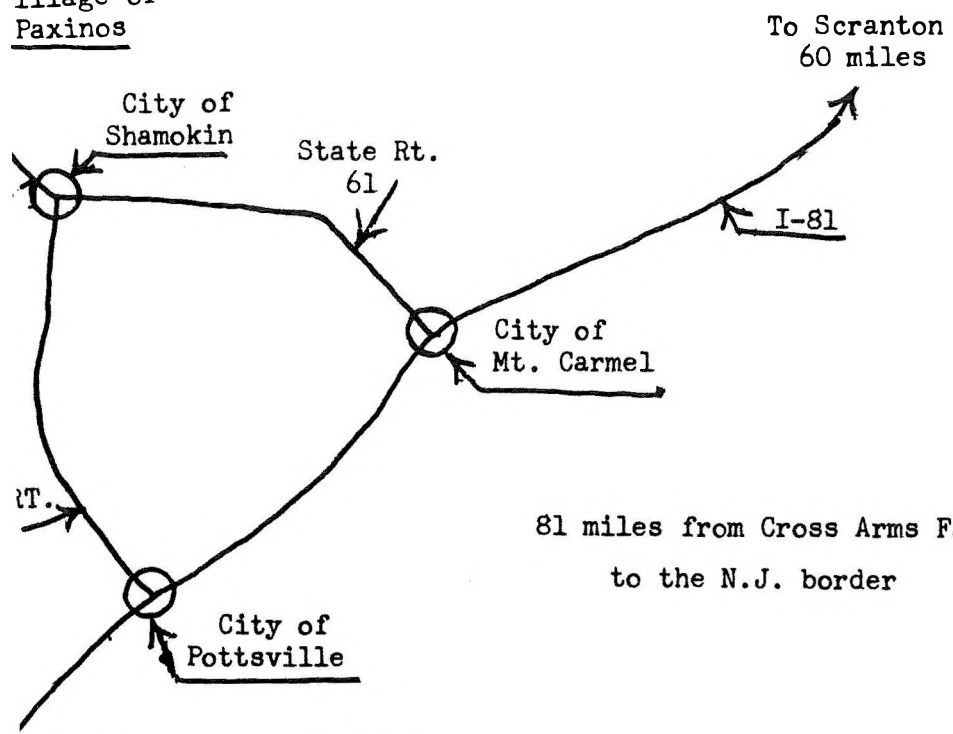 Paxinos
To Scranton
60 miles
City of
Shamokin
State Rt.
61
I-81
City of
Mt. Carmel
RT.
81 miles from Cross Arms F
to the N.J. border
City of
Pottsville